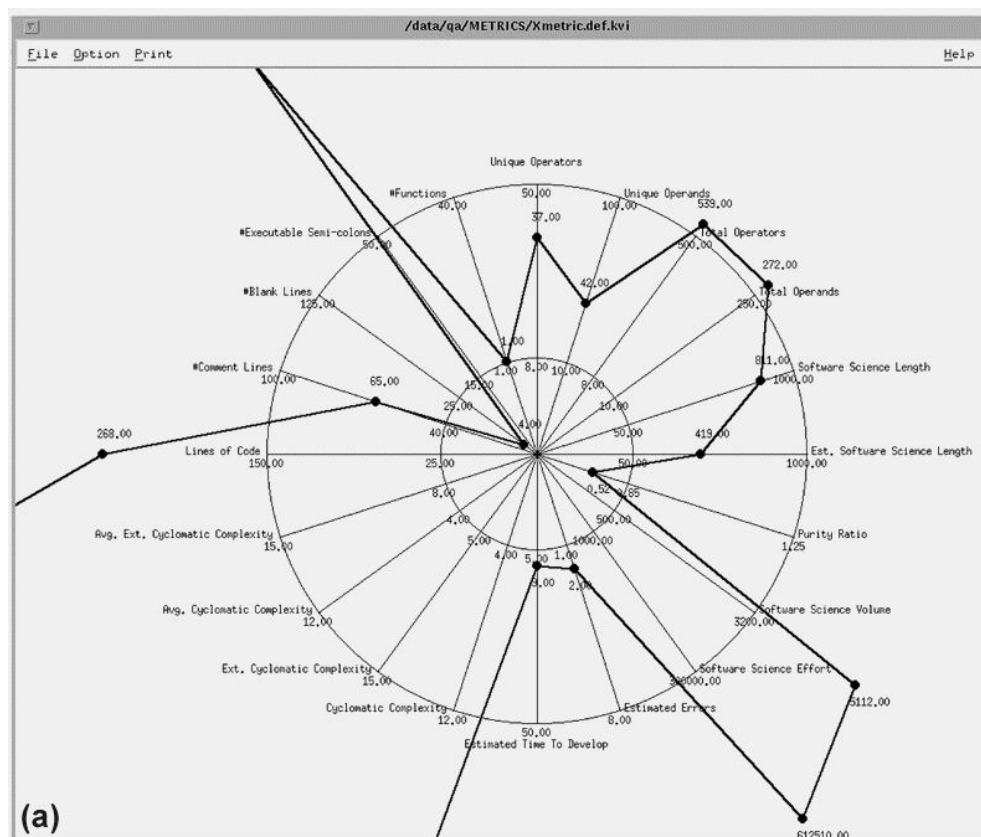 /data/qa/METRICS/Xmetric.def.kvi
File Option Print Help
Unique Operators
#Functions 50.00 Unique Operands
40.00 100.00 539.00
37.00
#Executable Semi-colons Total Operators
50.00 500.00
272.00
42.00
#Blank Lines Total Operands
125.00 250.00
1.00 811.00
#Comment Lines 1.00 8.00 10.00 Software Science Length
100.00 65.00 15.00 8.00 1000.00
25.00 10.00
4.00
268.00 40.00 50.00 419.00
Lines of Code Est. Software Science Length
150.00 25.00 50.00 1000.00
8.00 0.52 0.85
4.00 500.00
Avg. Ext. Cyclomatic Complexity 5.00 1000.00 Purity Ratio
15.00 4.00 5.00 1.00 1.25
9.00 2.00
Avg. Cyclomatic Complexity Software Science Volume
12.00 3200.00
Ext. Cyclomatic Complexity Software Science Effort
15.00 300000.00
5112.00
Cyclomatic Complexity Estimated Errors
12.00 8.00
50.00
Estimated Time To Develop
(a)
612510.00